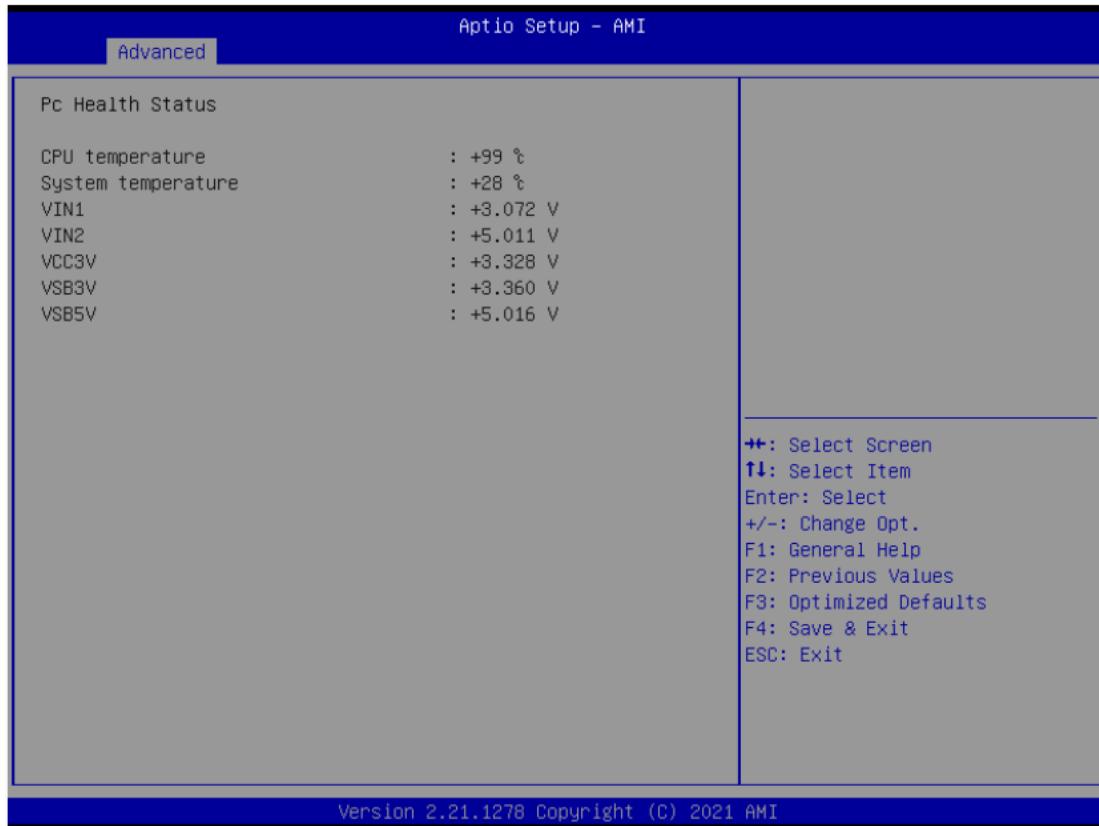 Aptio Setup – AMI
Advanced
Pc Health Status
CPU temperature : +99 ℃
System temperature : +28 ℃
VIN1 : +3.072 V
VIN2 : +5.011 V
VCC3V : +3.328 V
VSB3V : +3.360 V
VSB5V : +5.016 V
→←: Select Screen
↑↓: Select Item
Enter: Select
+/-: Change Opt.
F1: General Help
F2: Previous Values
F3: Optimized Defaults
F4: Save & Exit
ESC: Exit
Version 2.21.1278 Copyright (C) 2021 AMI